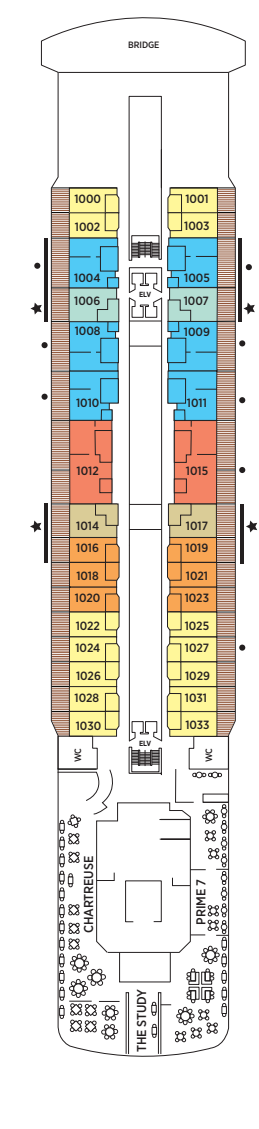 BRIDGE
1000 1001
1002 1003
1004 1005
ELV
1006 1007
1008 1009
1010 1011
1012 1015
1014 1017
1016 1019
1018 1021
1020 1023
1022 1025
1024 1027
1026 1029
1028 1031
1030 1033
ELV
WC WC
CHARTREUSE
PRIME 7
THE STUDY